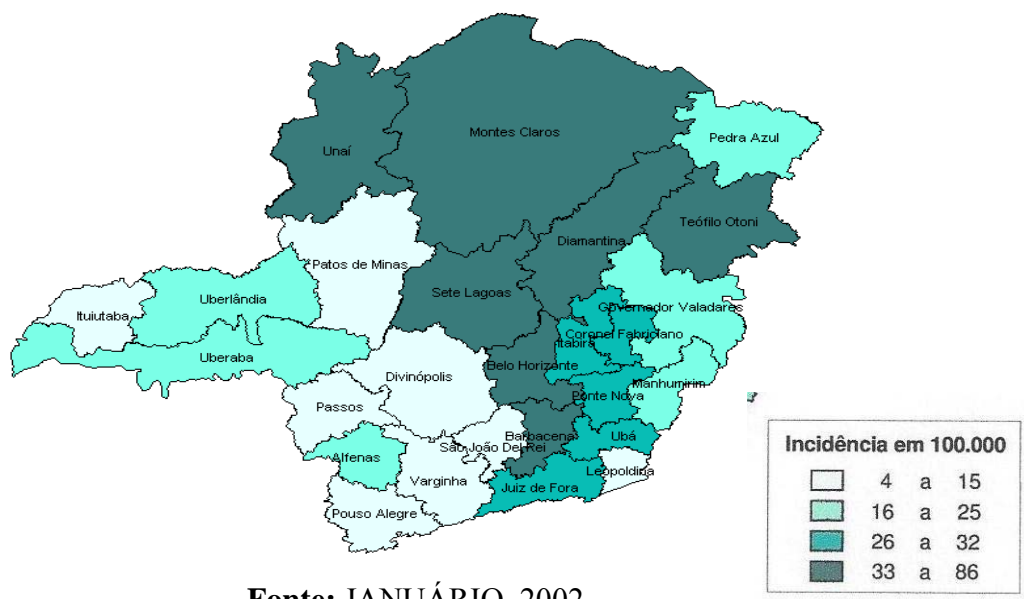 Montes Claros
Pedra Azul
Unaí
Teófilo Otoni
Diamantina
Patos de Minas
Sete Lagoas
Uberlândia
Governador Valadares
Ituiutaba
Coronel Fabriciano
Itabira
Uberaba
Belo Horizonte
Divinópolis
Manhumirim
Ponte Nova
Passos
Barbacena
Ubá
São João Del Rei
Alfenas
Leopoldina
Varginha
Juiz de Fora
Pouso Alegre
Incidência em 100.000
4 a 15
16 a 25
26 a 32
33 a 86
Fonte: JANUÁRIO, 2002